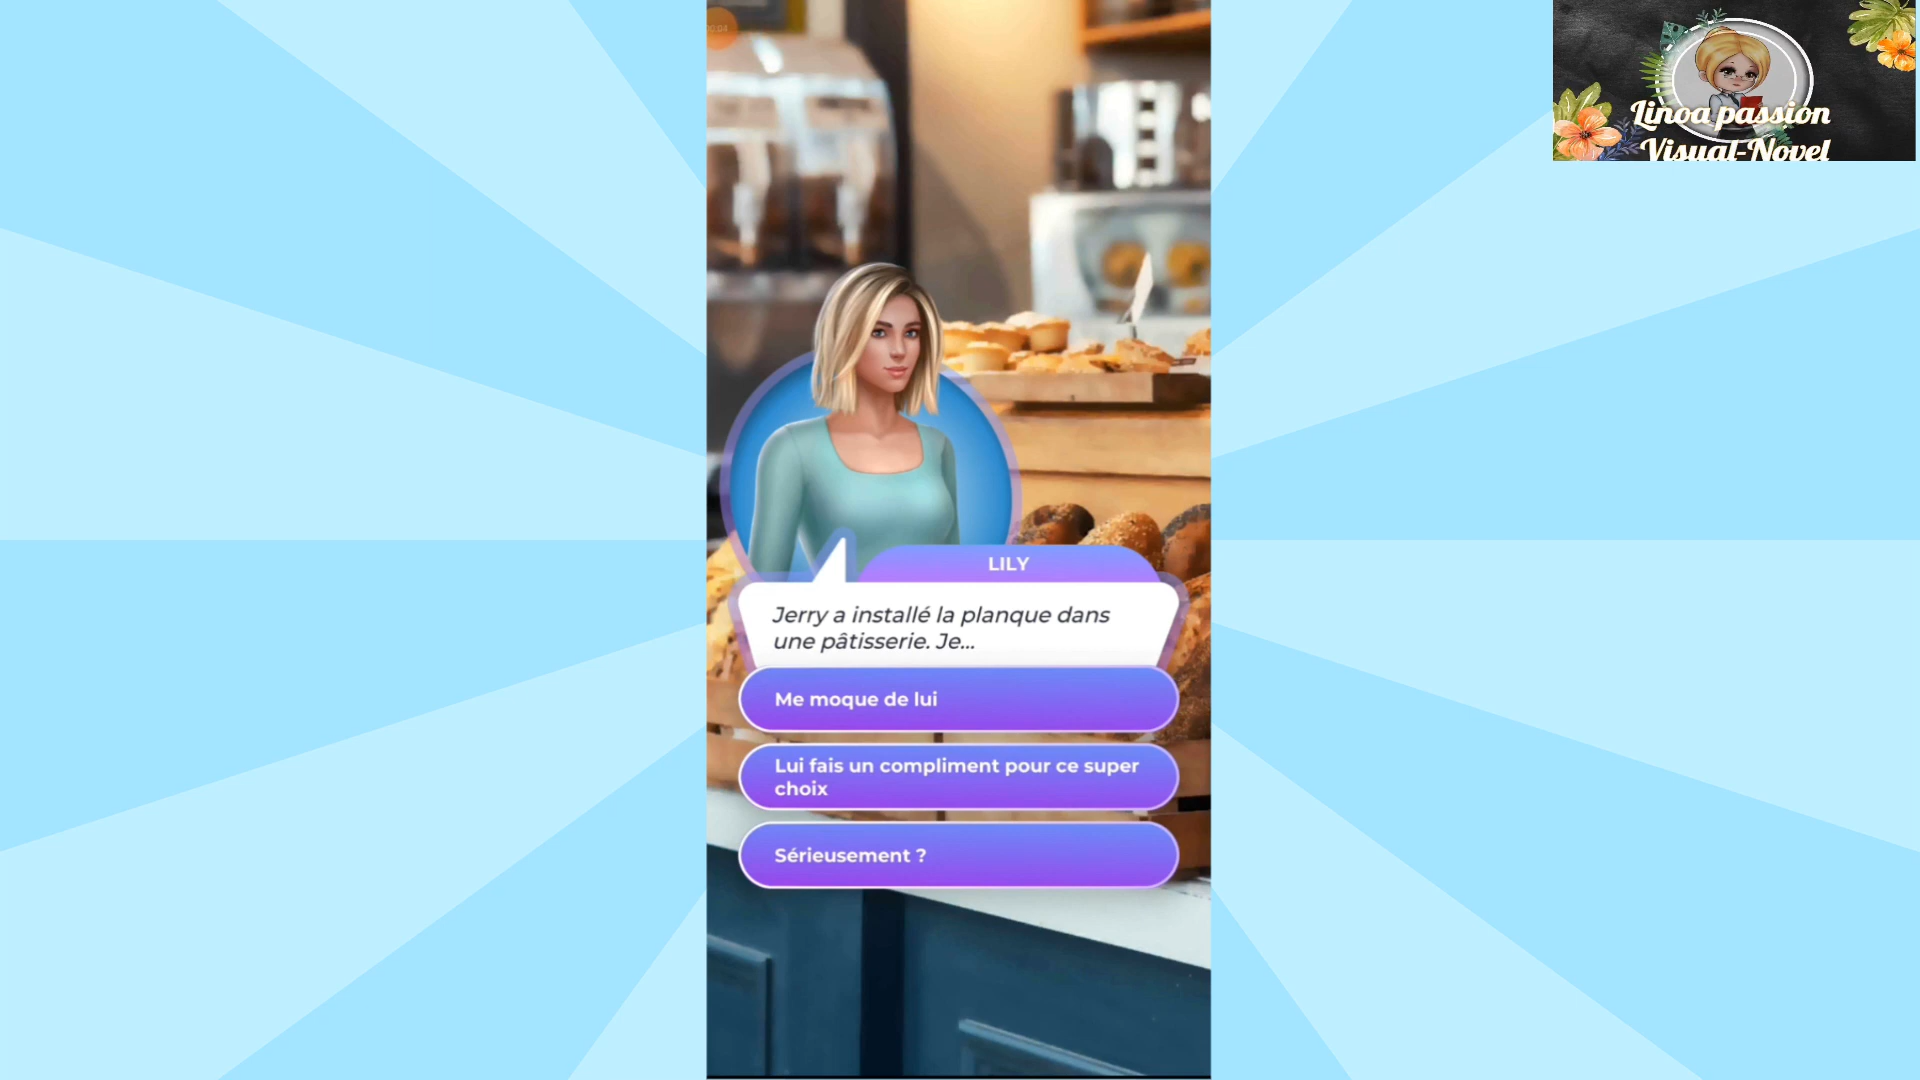 Linoa passion
Visual-Novel
LILY
Jerry a installé la planque dans
une pâtisserie. Je...
Me moque de lui
Lui fais un compliment pour ce super
choix
Sérieusement ?